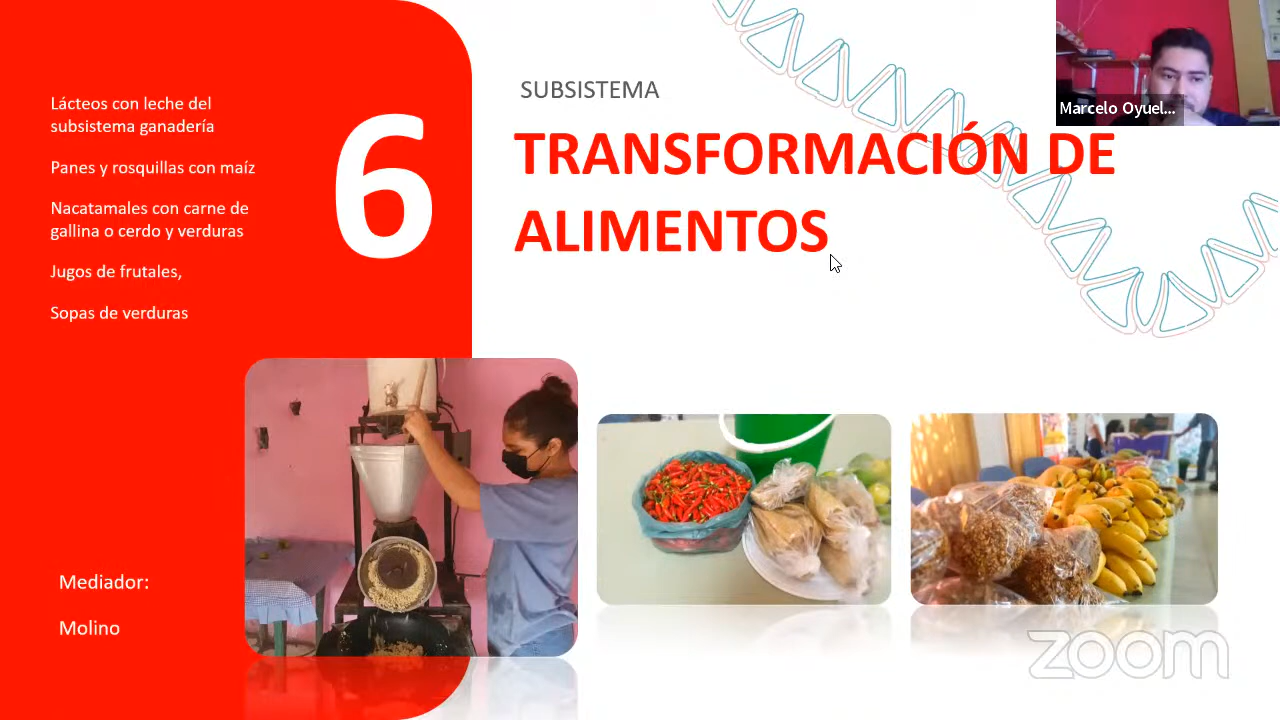 Lácteos con leche del
subsistema ganadería
Panes y rosquillas con maíz
Nacatamales con carne de
gallina o cerdo y verduras
Jugos de frutales,
Sopas de verduras
6
SUBSISTEMA
TRANSFORMACIÓN DE
ALIMENTOS
Marcelo Oyuel...
Mediador:
Molino
zoom